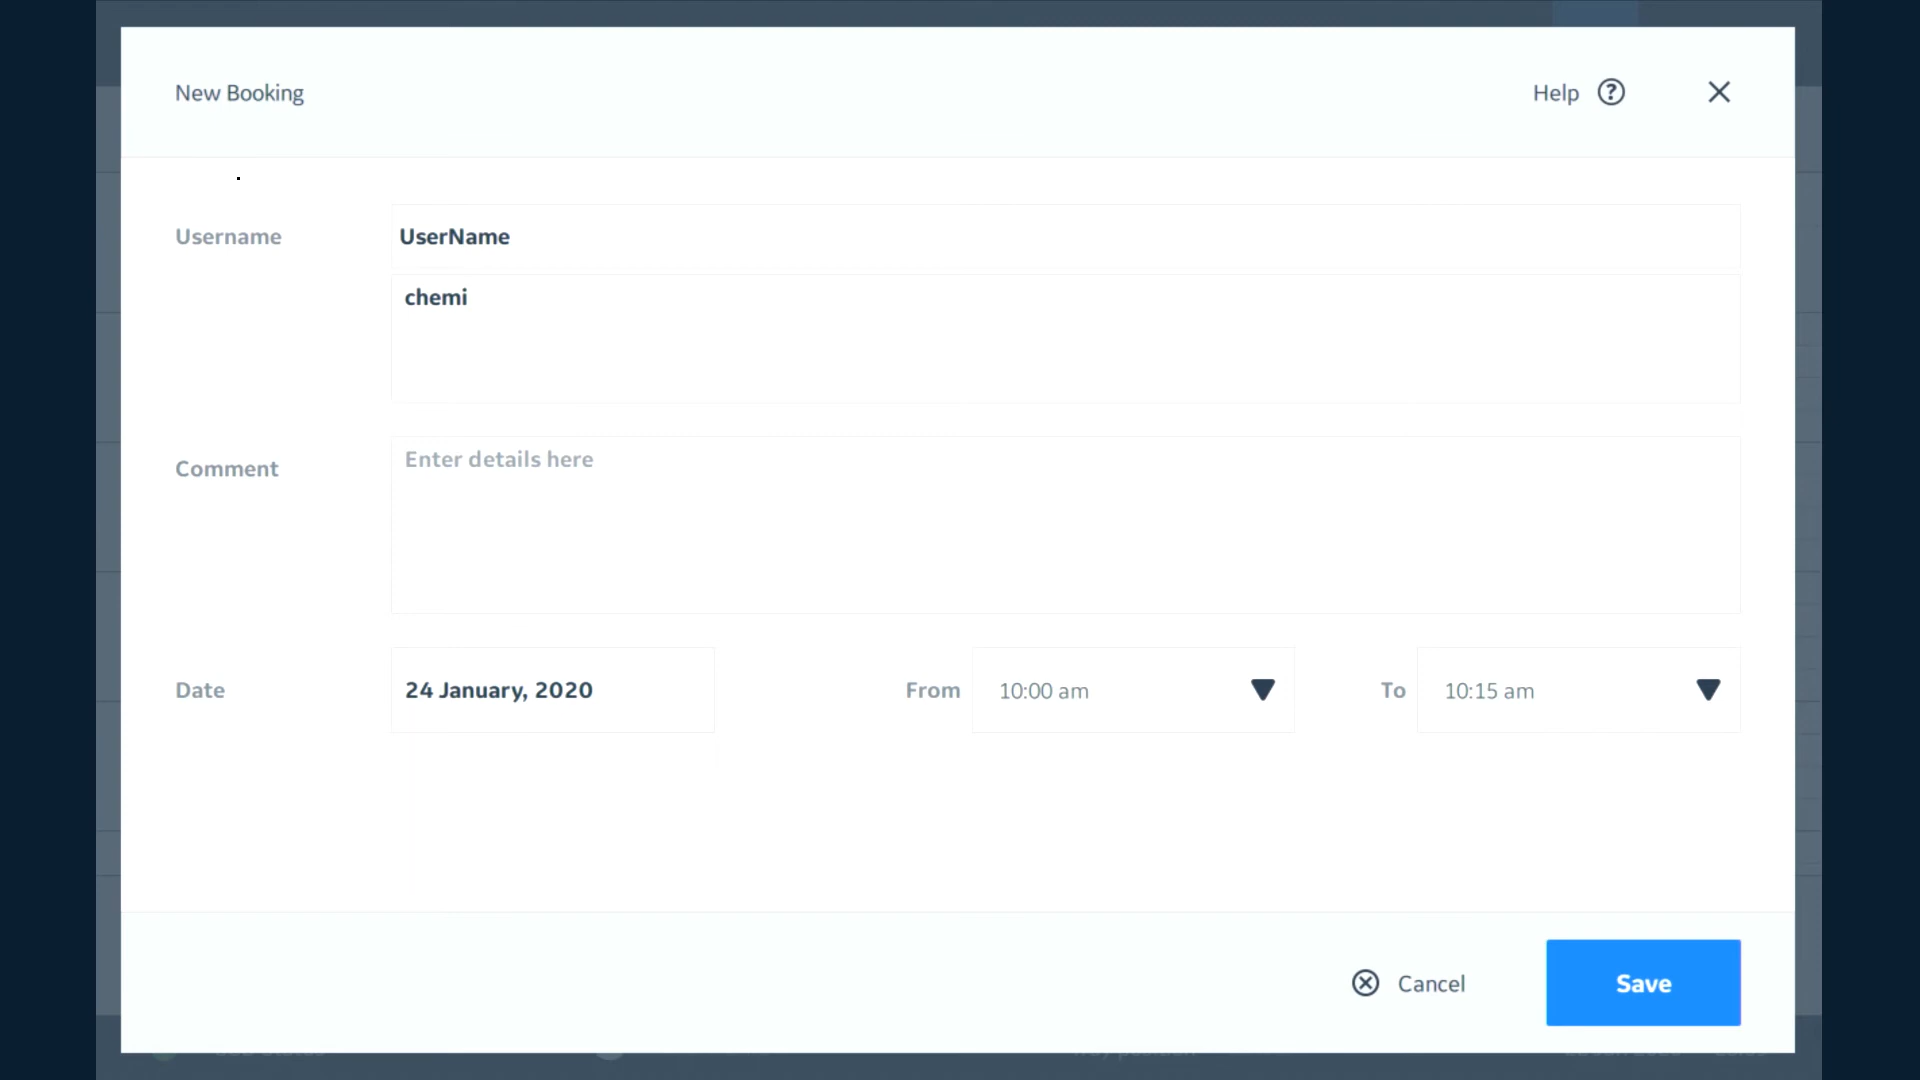 New Booking
Help ?
Username
UserName
chemi
Comment
Enter details here
Date
24 January, 2020
From
10:00 am
To
10:15 am
Cancel
Save